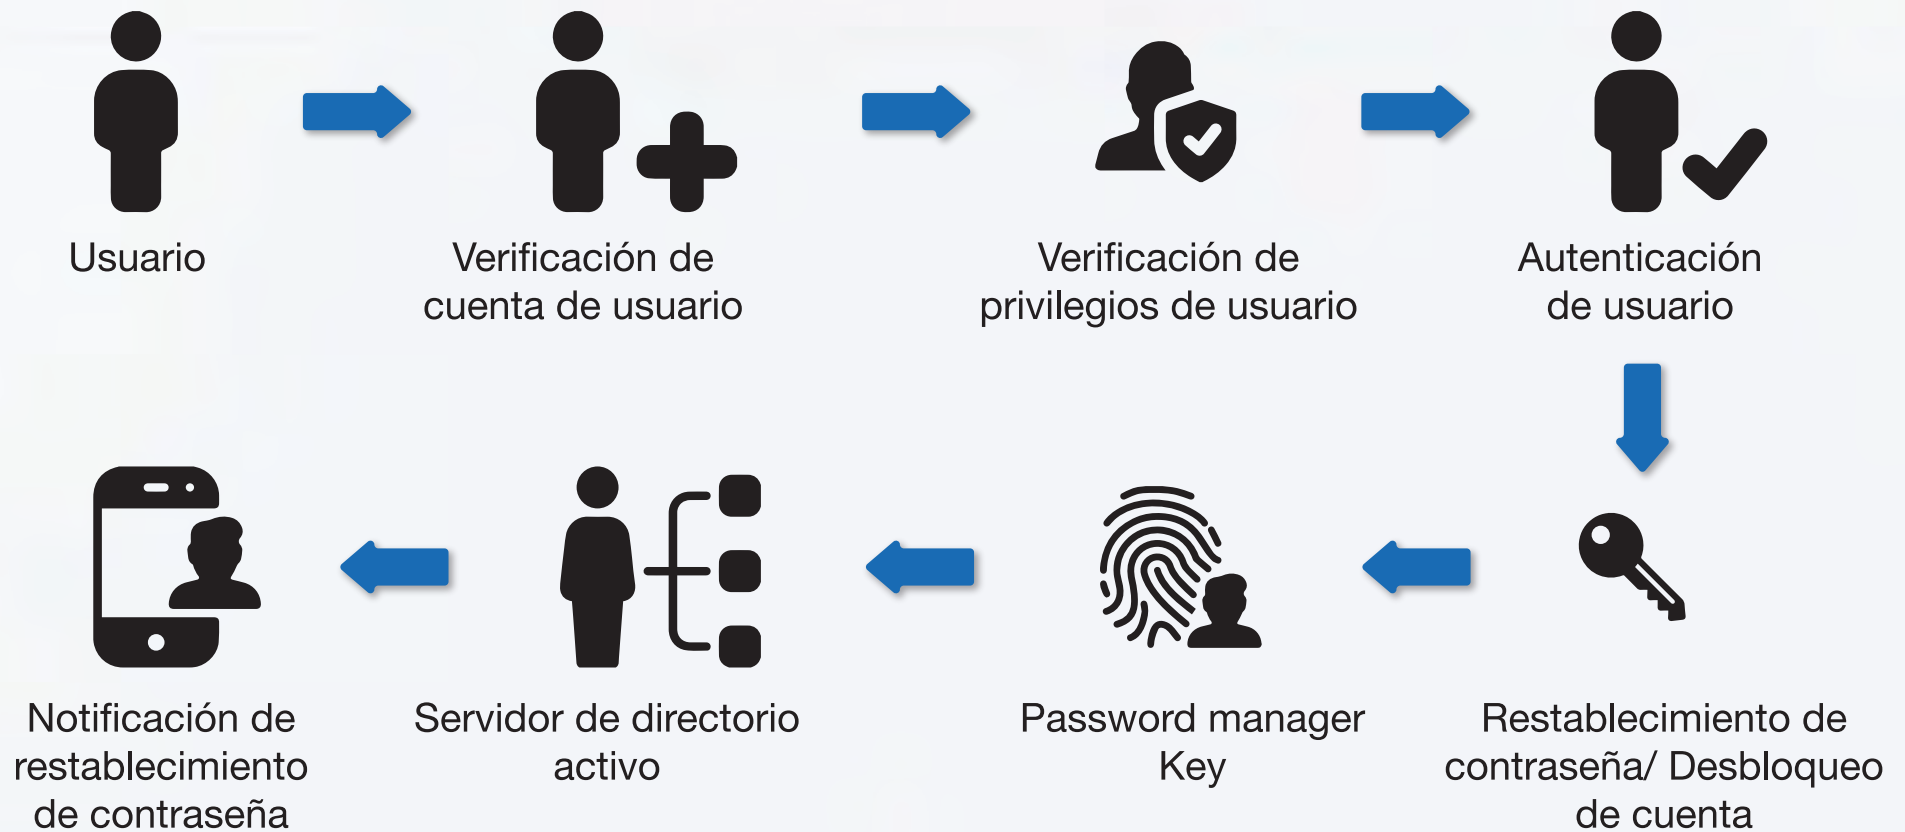 Usuario
Verificación de
cuenta de usuario
Verificación de
privilegios de usuario
Autenticación
de usuario
Restablecimiento de
contraseña/ Desbloqueo
de cuenta
Password manager
Key
Servidor de directorio
activo
Notificación de
restablecimiento
de contraseña